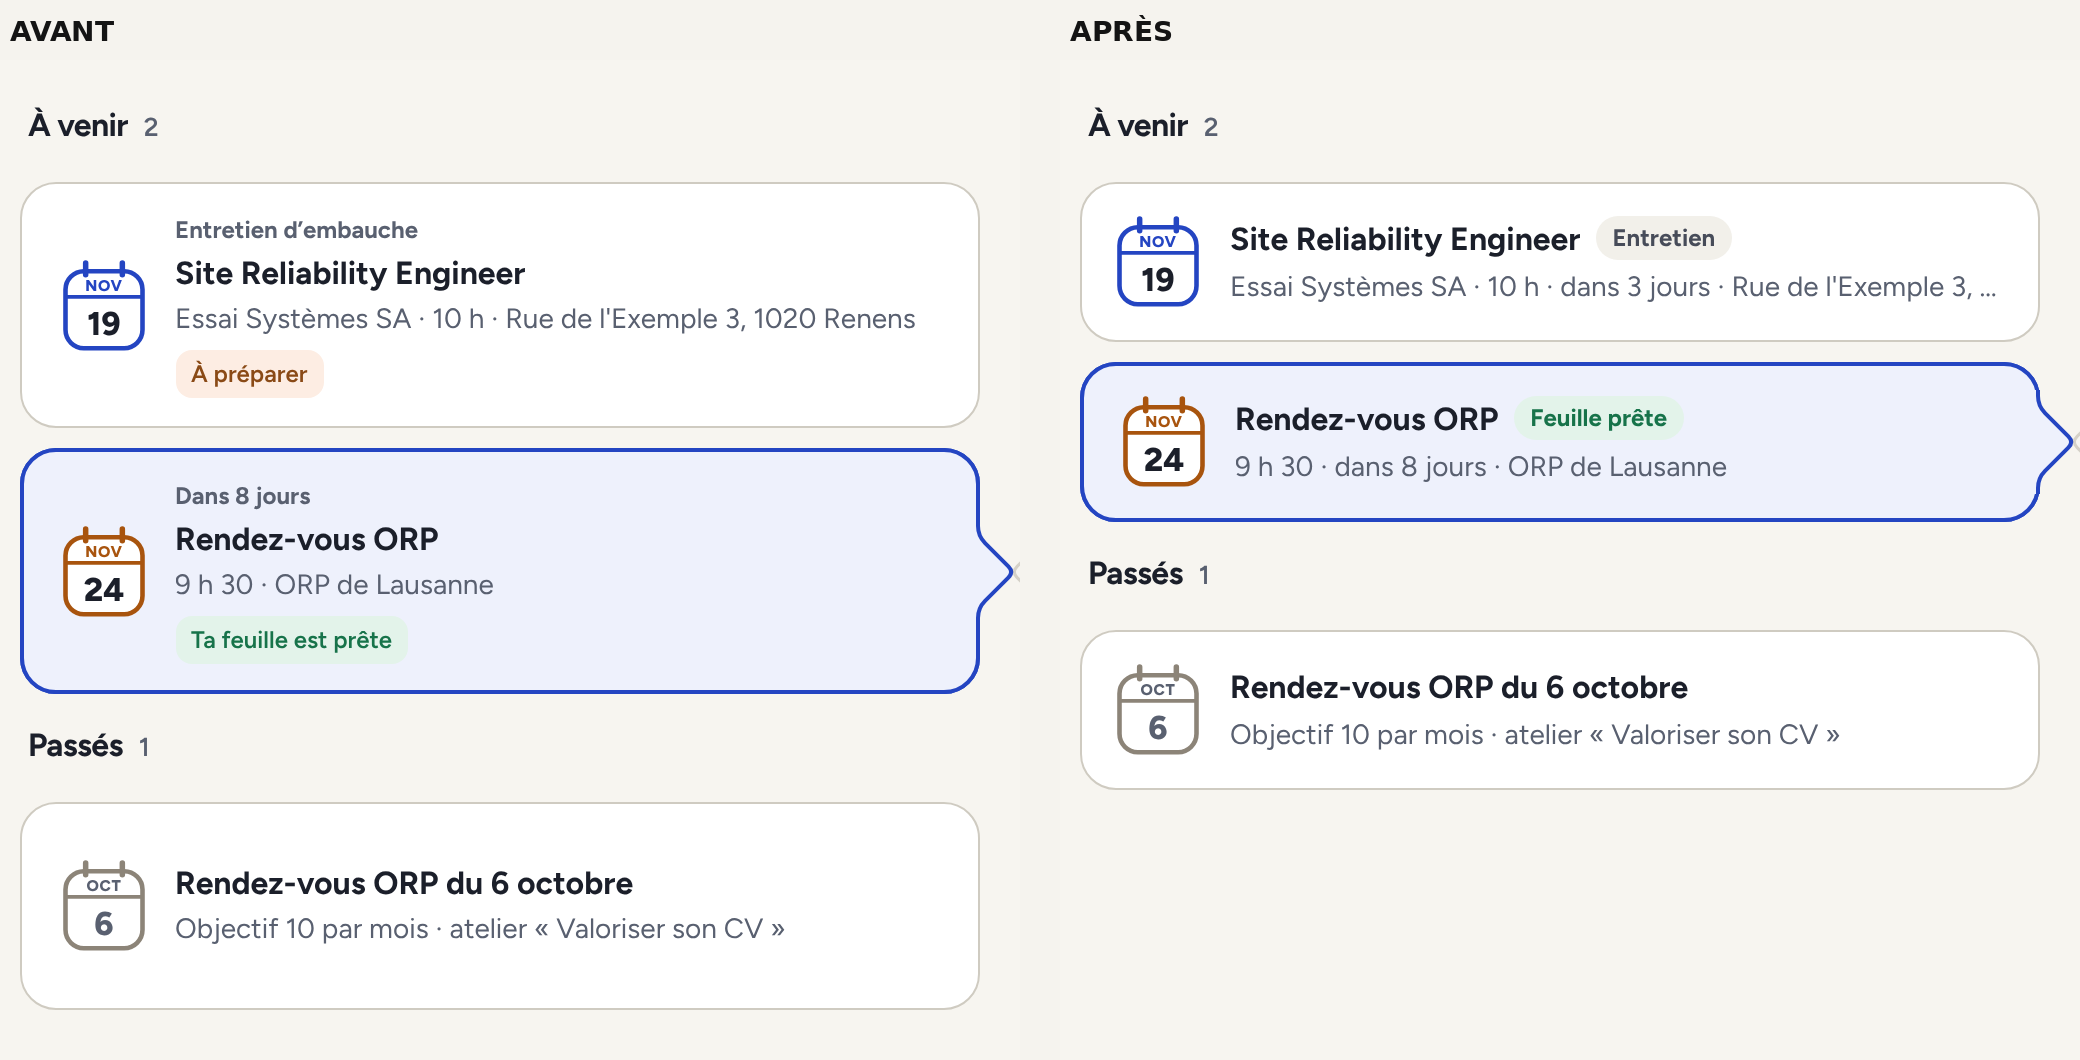 AVANT
À venir 2
Entretien d’embauche
NOV
19
Site Reliability Engineer
Essai Systèmes SA · 10 h · Rue de l'Exemple 3, 1020 Renens
À préparer
Dans 8 jours
NOV
24
Rendez-vous ORP
9 h 30 · ORP de Lausanne
Ta feuille est prête
Passés 1
OCT
6
Rendez-vous ORP du 6 octobre
Objectif 10 par mois · atelier « Valoriser son CV »
APRÈS
À venir 2
NOV
19
Site Reliability Engineer Entretien
Essai Systèmes SA · 10 h · dans 3 jours · Rue de l'Exemple 3, ...
NOV
24
Rendez-vous ORP Feuille prête
9 h 30 · dans 8 jours · ORP de Lausanne
Passés 1
OCT
6
Rendez-vous ORP du 6 octobre
Objectif 10 par mois · atelier « Valoriser son CV »